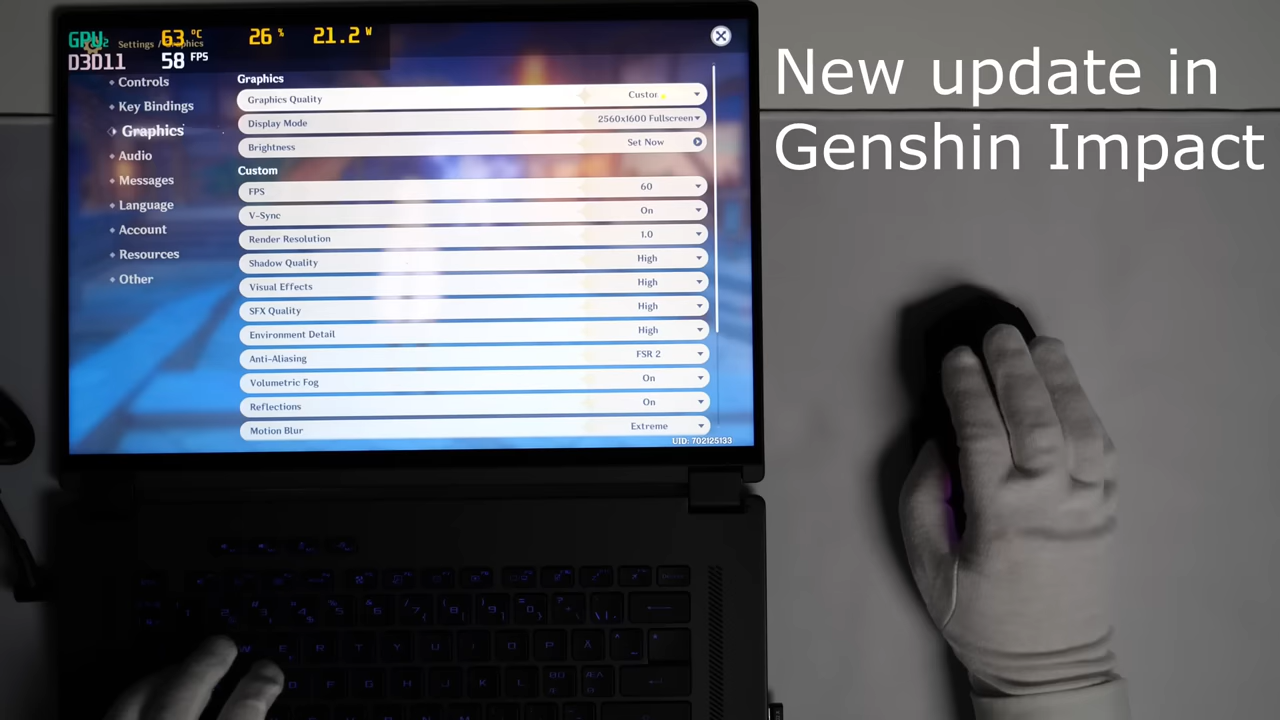 New update in
Genshin Impact
GPU 63 °C 26 % 21.2 W
Settings / Graphics
D3D11 58 FPS
Controls
Key Bindings
Graphics
Audio
Messages
Language
Account
Resources
Other
Graphics
Graphics Quality Custom
Display Mode 2560x1600 Fullscreen
Brightness Set Now
Custom
FPS 60
V-Sync On
Render Resolution 1.0
Shadow Quality High
Visual Effects High
SFX Quality High
Environment Detail High
Anti-Aliasing FSR 2
Volumetric Fog On
Reflections On
Motion Blur Extreme
UID: 702125133
W E R T Y U I O P Å
D F G H J K L Ö